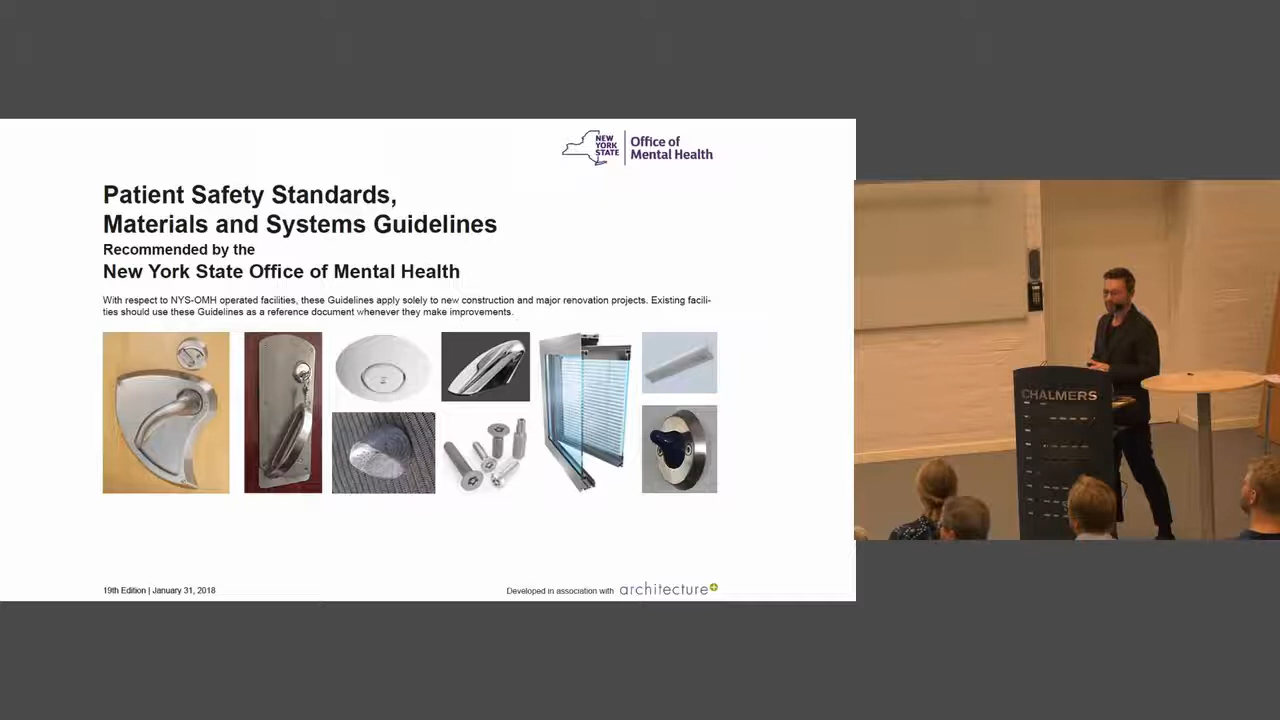 NEW
YORK
STATE
Office of
Mental Health
Patient Safety Standards,
Materials and Systems Guidelines
Recommended by the
New York State Office of Mental Health
With respect to NYS-OMH operated facilities, these Guidelines apply solely to new construction and major renovation projects. Existing facili-
ties should use these Guidelines as a reference document whenever they make improvements.
19th Edition | January 31, 2018
Developed in association with architecture+
CHALMERS